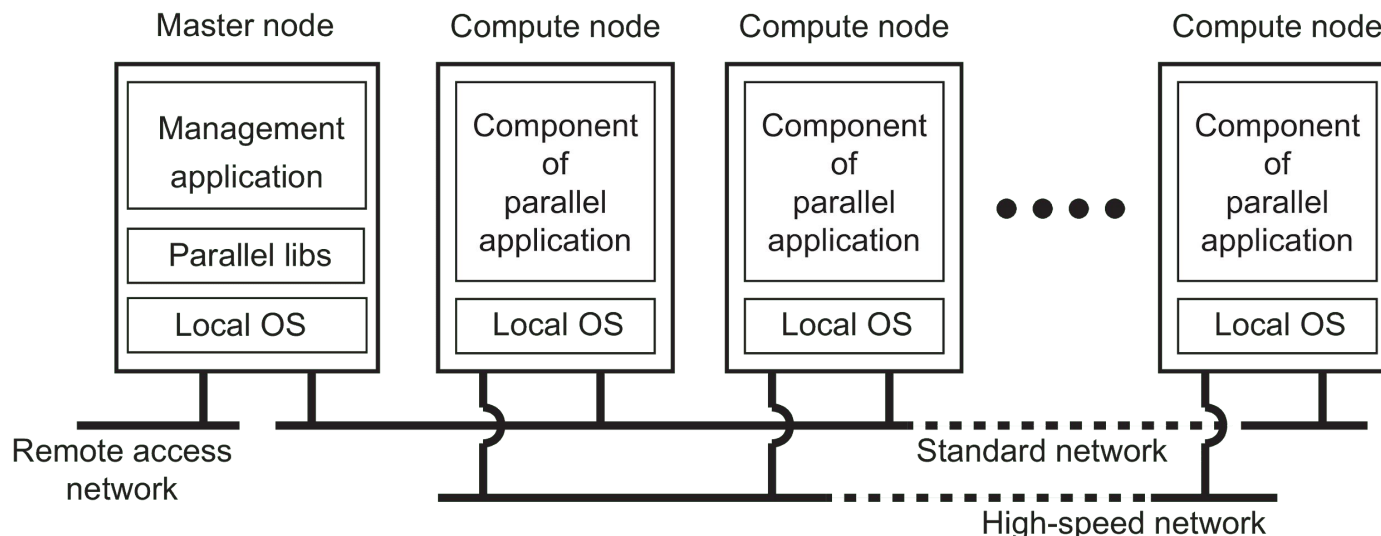 Master node
Compute node
Compute node
Compute node
Management
application
Parallel libs
Local OS
Component
of
parallel
application
Local OS
Component
of
parallel
application
Local OS
Component
of
parallel
application
Local OS
Remote access
network
Standard network
High-speed network